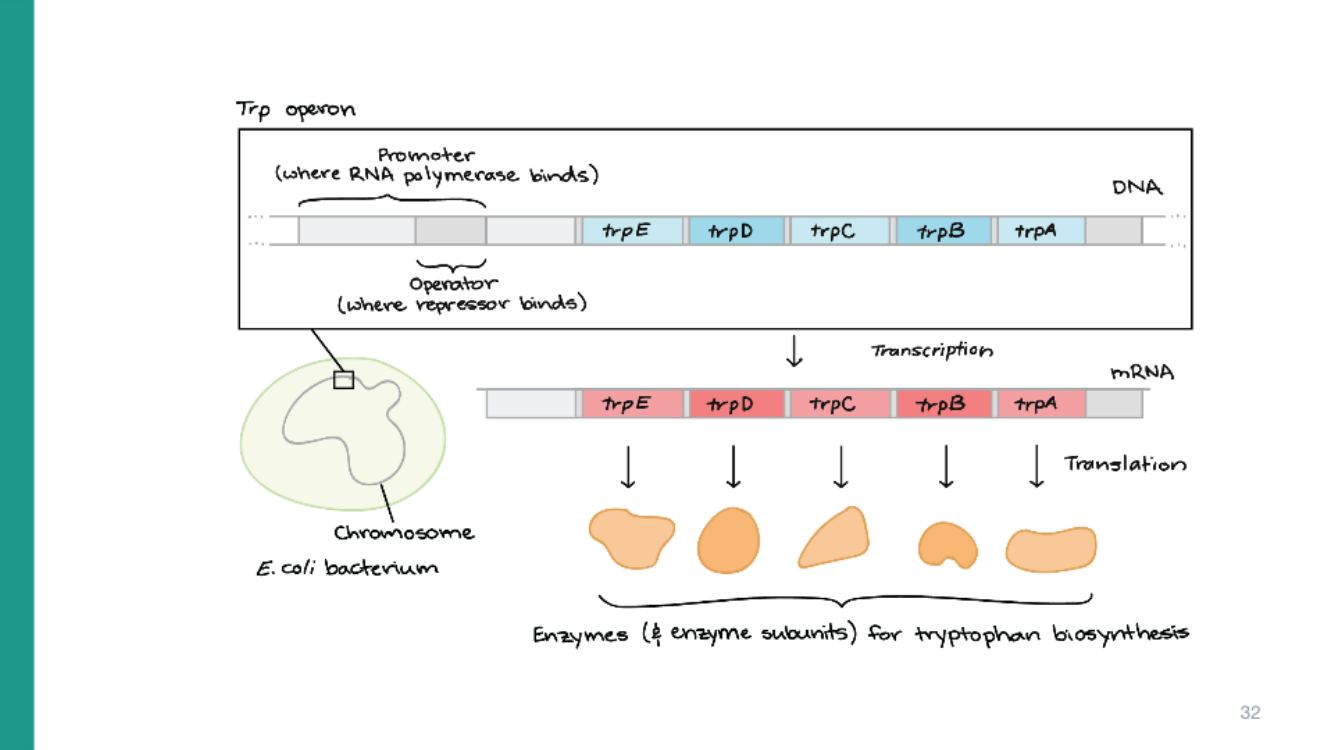 Trp operon
Promoter
(where RNA polymerase binds)
DNA
trpE trpD trpC trpB trpA
Operator
(where repressor binds)
Transcription
mRNA
trpE trpD trpC trpB trpA
Translation
Chromosome
E. coli bacterium
Enzymes (& enzyme subunits) for tryptophan biosynthesis
32